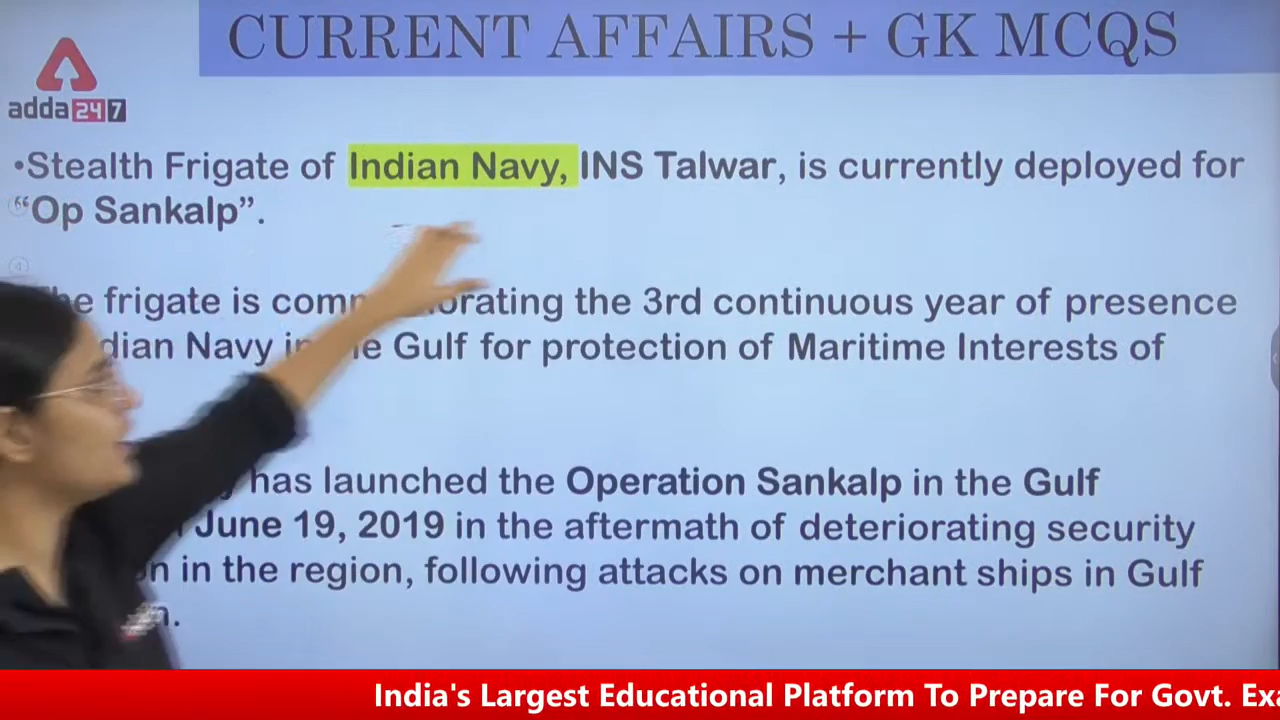 CURRENT AFFAIRS + GK MCQS
adda247
•Stealth Frigate of Indian Navy, INS Talwar, is currently deployed for
“Op Sankalp”.
frigate is the 3rd continuous year of presence
Navy Gulf for protection of Maritime Interests of
has launched the Operation Sankalp in the Gulf
June 19, 2019 in the aftermath of deteriorating security
in the region, following attacks on merchant ships in Gulf
India's Largest Educational Platform To Prepare For Govt.